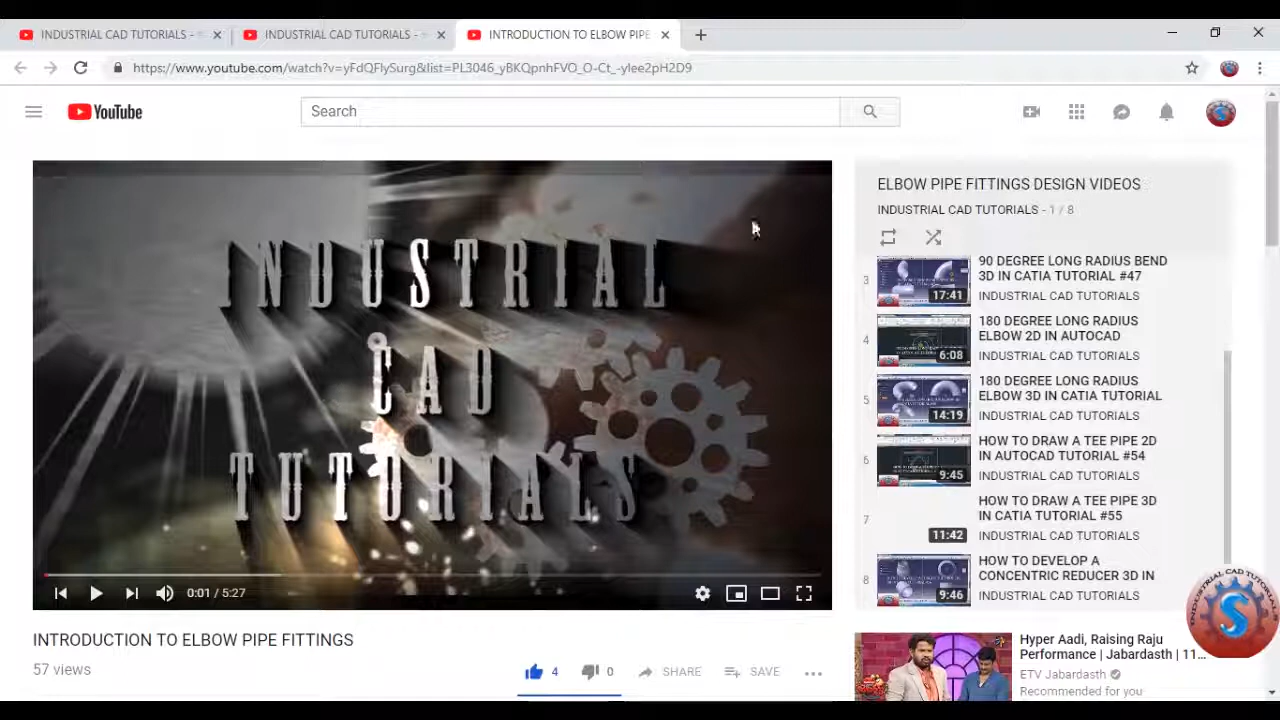 INDUSTRIAL CAD TUTORIALS -
INDUSTRIAL CAD TUTORIALS -
INTRODUCTION TO ELBOW PIPE
https://www.youtube.com/watch?v=yFdQFlySurg&list=PL3046_yBKQpnhFVO_O-Ct_-ylee2pH2D9
YouTube
Search
INDUSTRIAL
CAD
TUTORIALS
0:01 / 5:27
INTRODUCTION TO ELBOW PIPE FITTINGS
57 views
4
0
SHARE
SAVE
ELBOW PIPE FITTINGS DESIGN VIDEOS
INDUSTRIAL CAD TUTORIALS - 1 / 8
3
17:41
90 DEGREE LONG RADIUS BEND
3D IN CATIA TUTORIAL #47
INDUSTRIAL CAD TUTORIALS
4
6:08
180 DEGREE LONG RADIUS
ELBOW 2D IN AUTOCAD
INDUSTRIAL CAD TUTORIALS
5
14:19
180 DEGREE LONG RADIUS
ELBOW 3D IN CATIA TUTORIAL
INDUSTRIAL CAD TUTORIALS
6
9:45
HOW TO DRAW A TEE PIPE 2D
IN AUTOCAD TUTORIAL #54
INDUSTRIAL CAD TUTORIALS
7
11:42
HOW TO DRAW A TEE PIPE 3D
IN CATIA TUTORIAL #55
INDUSTRIAL CAD TUTORIALS
8
9:46
HOW TO DEVELOP A
CONCENTRIC REDUCER 3D IN
INDUSTRIAL CAD TUTORIALS
Hyper Aadi, Raising Raju
Performance | Jabardasth | 11...
ETV Jabardasth
Recommended for you
S